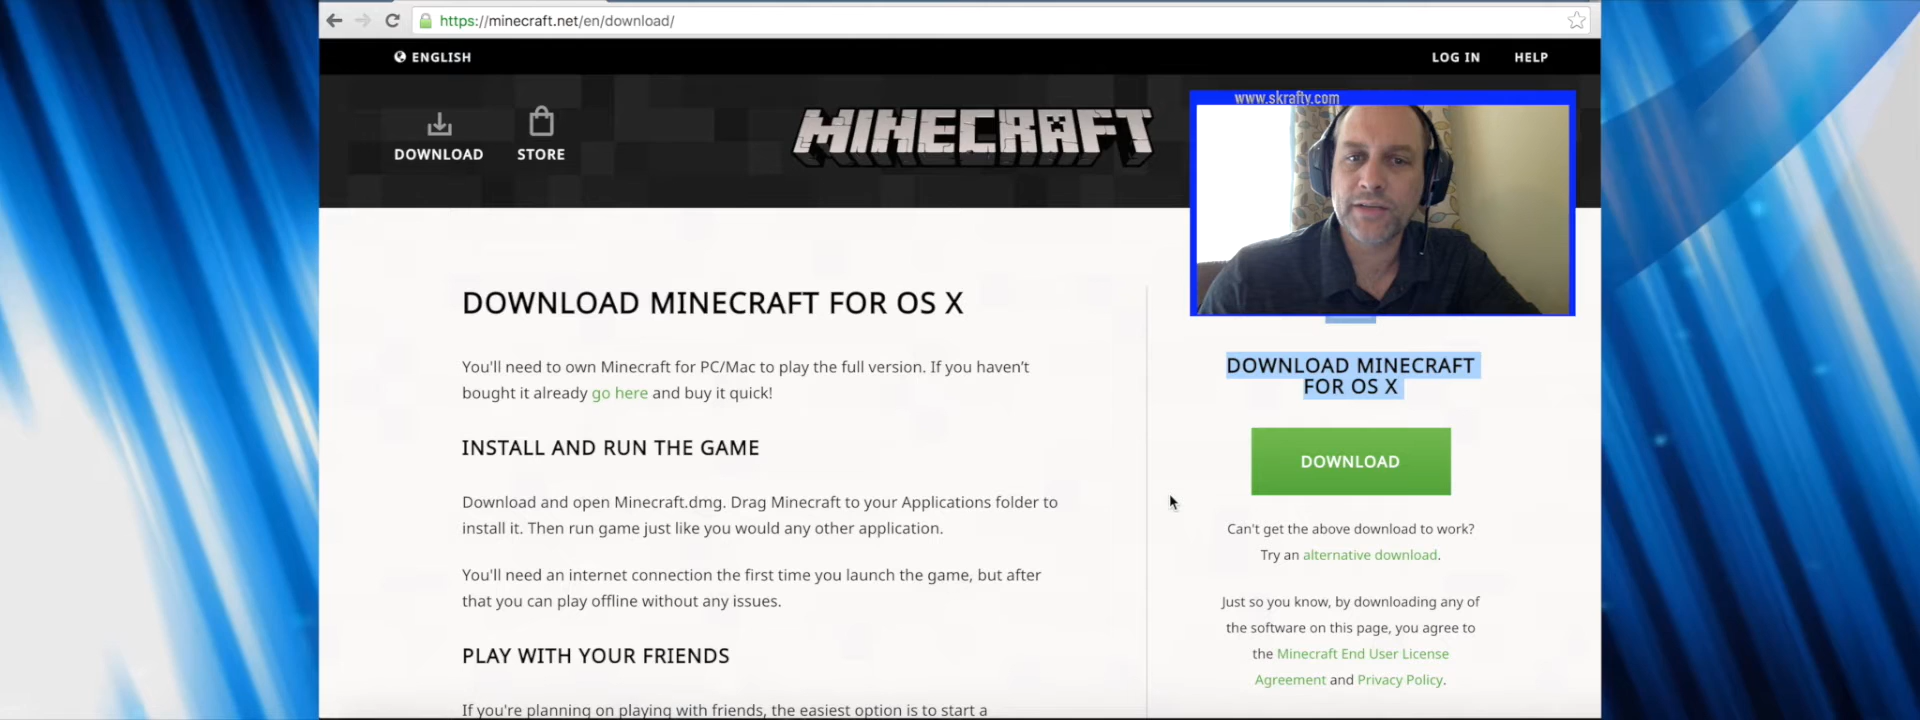 https://minecraft.net/en/download/
ENGLISH
LOG IN
HELP
DOWNLOAD
STORE
MINECRAFT
www.skrafty.com
DOWNLOAD MINECRAFT FOR OS X
You'll need to own Minecraft for PC/Mac to play the full version. If you haven’t
bought it already go here and buy it quick!
INSTALL AND RUN THE GAME
Download and open Minecraft.dmg. Drag Minecraft to your Applications folder to
install it. Then run game just like you would any other application.
You'll need an internet connection the first time you launch the game, but after
that you can play offline without any issues.
PLAY WITH YOUR FRIENDS
If you're planning on playing with friends, the easiest option is to start a
DOWNLOAD MINECRAFT
FOR OS X
DOWNLOAD
Can't get the above download to work?
Try an alternative download.
Just so you know, by downloading any of
the software on this page, you agree to
the Minecraft End User License
Agreement and Privacy Policy.